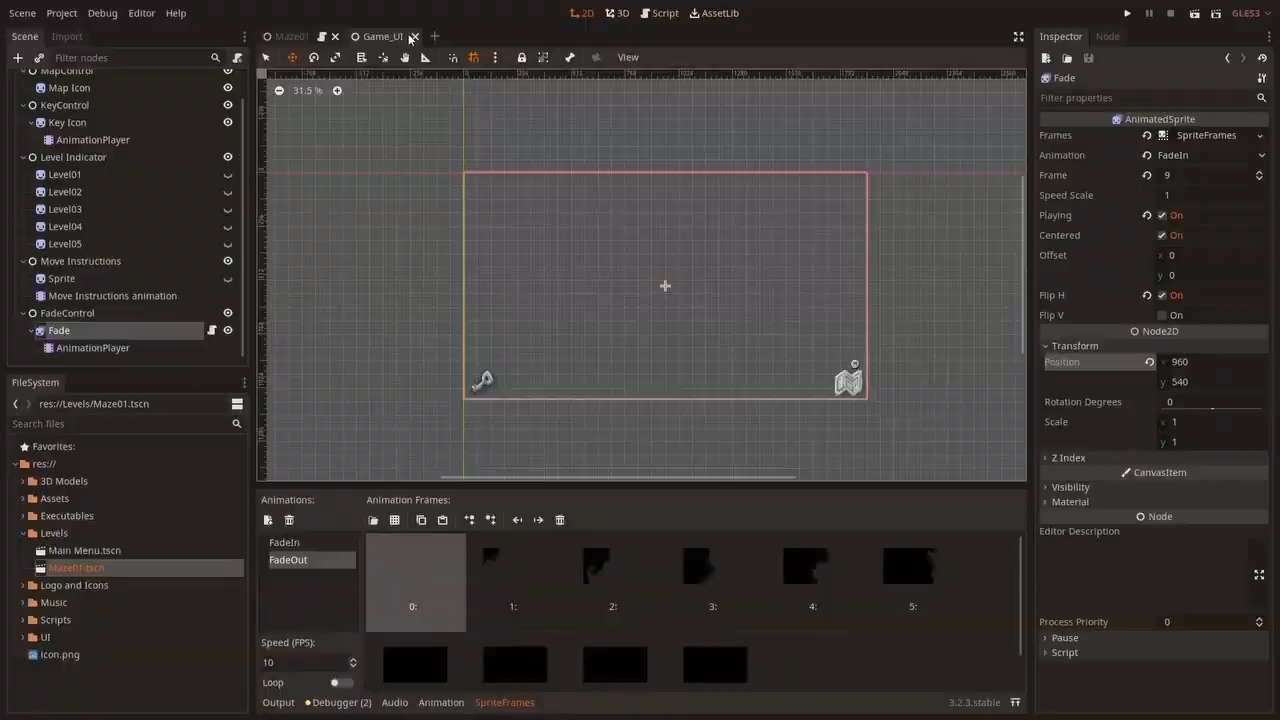 Scene Project Debug Editor Help
2D 3D Script AssetLib
GLES3
Scene Import
Maze01
Game_UI
Inspector Node
Filter nodes
View
MapControl
Map Icon
KeyControl
Key Icon
AnimationPlayer
Level Indicator
Level01
Level02
Level03
Level04
Level05
Move Instructions
Sprite
Move Instructions animation
FadeControl
Fade
AnimationPlayer
31.5 %
FileSystem
res://Levels/Maze01.tscn
Search files
Favorites:
res://
3D Models
Assets
Executables
Levels
Main Menu.tscn
Maze01.tscn
Logo and Icons
Music
Scripts
UI
icon.png
Animations:
FadeIn
FadeOut
Speed (FPS):
10
Loop
Animation Frames:
0: 1: 2: 3: 4: 5:
Output Debugger (2) Audio Animation SpriteFrames
3.2.3.stable
Fade
Filter properties
AnimatedSprite
Frames SpriteFrames
Animation FadeIn
Frame 9
Speed Scale 1
Playing On
Centered On
Offset x 0
y 0
Flip H On
Flip V On
Node2D
Transform
Position x 960
y 540
Rotation Degrees 0
Scale x 1
y 1
Z Index
CanvasItem
Visibility
Material
Node
Editor Description
Process Priority 0
Pause
Script